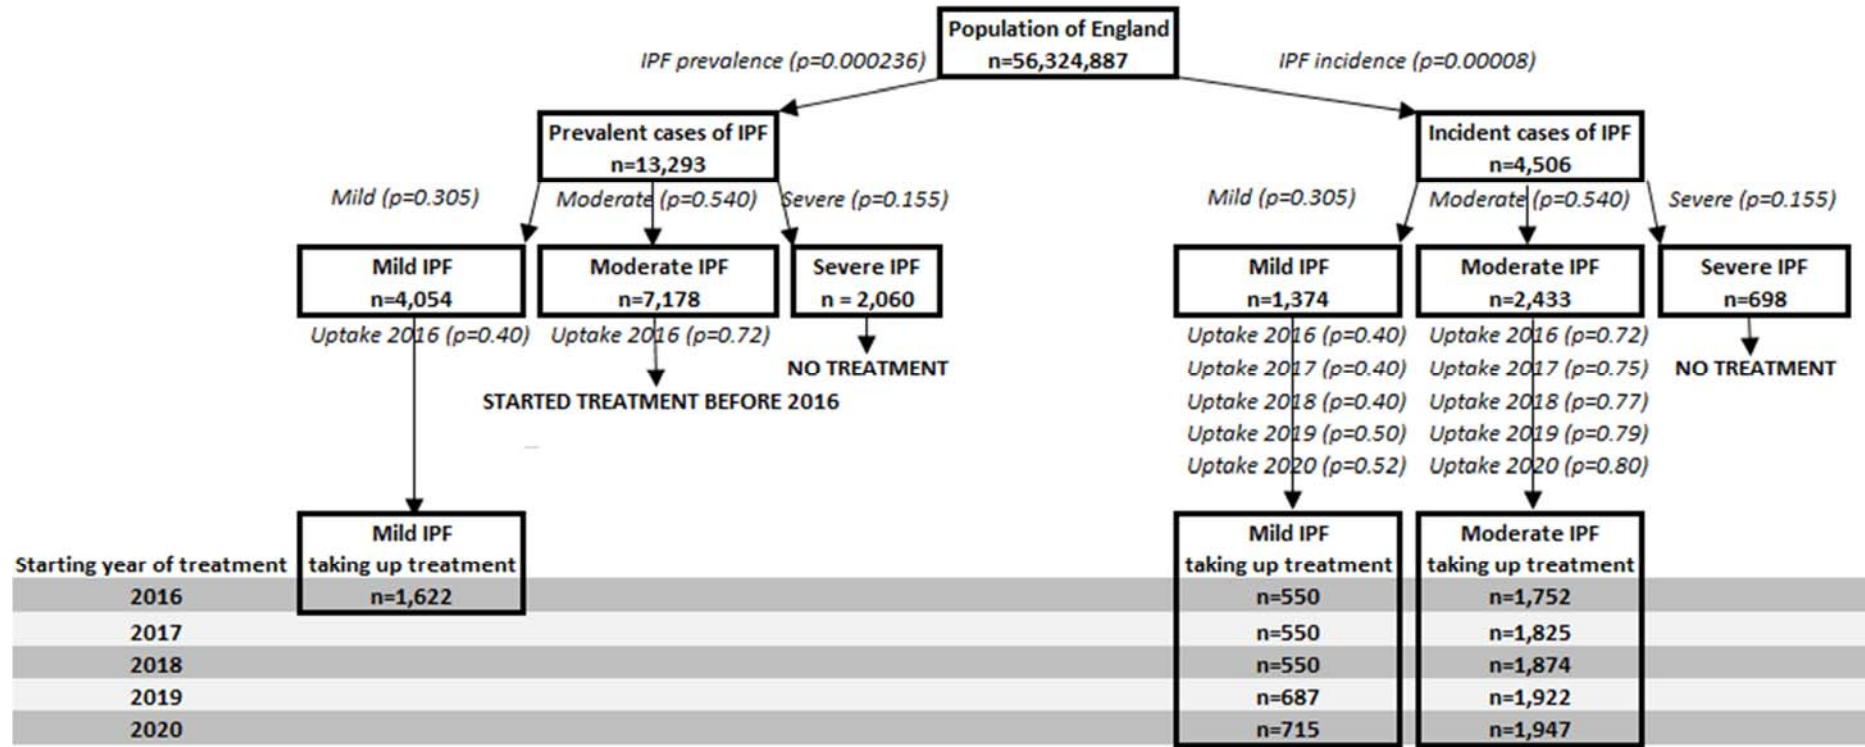 Population of England
n=56,324,887
IPF prevalence (p=0.000236)
IPF incidence (p=0.00008)
Prevalent cases of IPF
n=13,293
Incident cases of IPF
n=4,506
Mild (p=0.305)
Moderate (p=0.540)
Severe (p=0.155)
Mild (p=0.305)
Moderate (p=0.540)
Severe (p=0.155)
Mild IPF
n=4,054
Moderate IPF
n=7,178
Severe IPF
n = 2,060
Mild IPF
n=1,374
Moderate IPF
n=2,433
Severe IPF
n=698
Uptake 2016 (p=0.40)
Uptake 2016 (p=0.72)
NO TREATMENT
STARTED TREATMENT BEFORE 2016
Uptake 2016 (p=0.40)
Uptake 2017 (p=0.40)
Uptake 2018 (p=0.40)
Uptake 2019 (p=0.50)
Uptake 2020 (p=0.52)
Uptake 2016 (p=0.72)
Uptake 2017 (p=0.75)
Uptake 2018 (p=0.77)
Uptake 2019 (p=0.79)
Uptake 2020 (p=0.80)
NO TREATMENT
Mild IPF
taking up treatment
Mild IPF
taking up treatment
Moderate IPF
taking up treatment
Starting year of treatment
2016 n=1,622 n=550 n=1,752
2017 n=550 n=1,825
2018 n=550 n=1,874
2019 n=687 n=1,922
2020 n=715 n=1,947